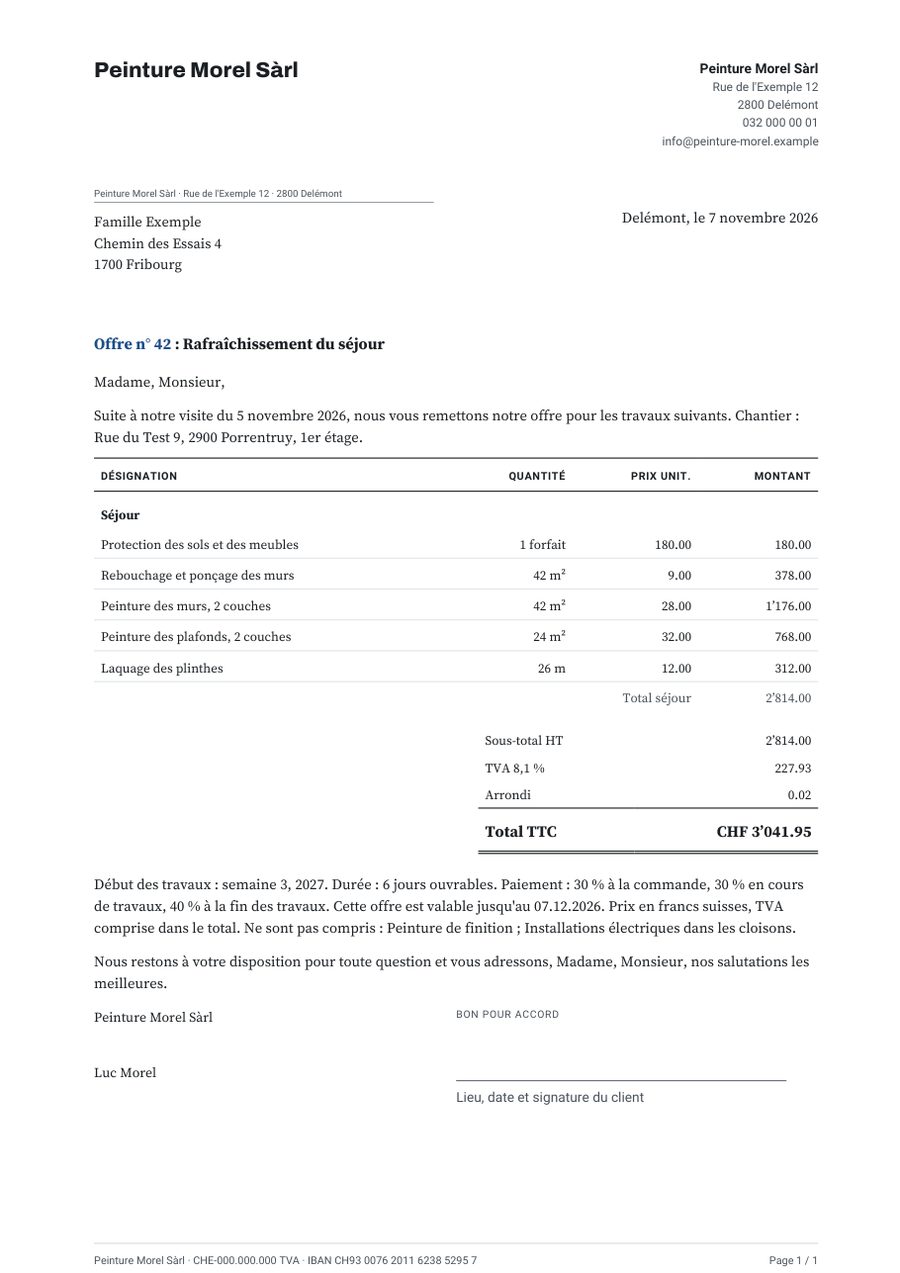 Peinture Morel Sàrl
Peinture Morel Sàrl
Rue de l'Exemple 12
2800 Delémont
032 000 00 01
info@peinture-morel.example
Peinture Morel Sàrl · Rue de l'Exemple 12 · 2800 Delémont
Famille Exemple
Chemin des Essais 4
1700 Fribourg
Delémont, le 7 novembre 2026
Offre n° 42 : Rafraîchissement du séjour
Madame, Monsieur,
Suite à notre visite du 5 novembre 2026, nous vous remettons notre offre pour les travaux suivants. Chantier :
Rue du Test 9, 2900 Porrentruy, 1er étage.
DÉSIGNATION QUANTITÉ PRIX UNIT. MONTANT
Séjour
Protection des sols et des meubles 1 forfait 180.00 180.00
Rebouchage et ponçage des murs 42 m² 9.00 378.00
Peinture des murs, 2 couches 42 m² 28.00 1’176.00
Peinture des plafonds, 2 couches 24 m² 32.00 768.00
Laquage des plinthes 26 m 12.00 312.00
Total séjour 2’814.00
Sous-total HT 2’814.00
TVA 8,1 % 227.93
Arrondi 0.02
Total TTC CHF 3’041.95
Début des travaux : semaine 3, 2027. Durée : 6 jours ouvrables. Paiement : 30 % à la commande, 30 % en cours
de travaux, 40 % à la fin des travaux. Cette offre est valable jusqu'au 07.12.2026. Prix en francs suisses, TVA
comprise dans le total. Ne sont pas compris : Peinture de finition ; Installations électriques dans les cloisons.
Nous restons à votre disposition pour toute question et vous adressons, Madame, Monsieur, nos salutations les
meilleures.
Peinture Morel Sàrl
BON POUR ACCORD
Luc Morel
Lieu, date et signature du client
Peinture Morel Sàrl · CHE-000.000.000 TVA · IBAN CH93 0076 2011 6238 5295 7
Page 1 / 1